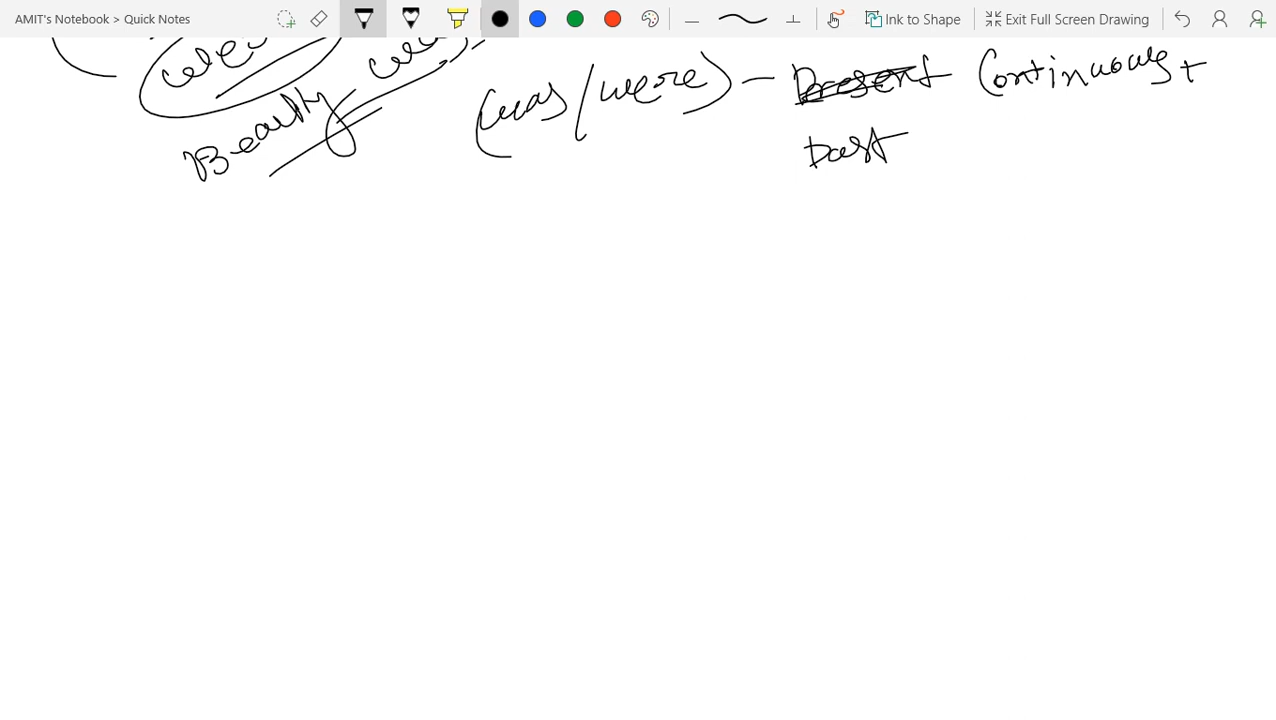 AMIT's Notebook > Quick Notes
Ink to Shape
Exit Full Screen Drawing
(was/were) — Present Continuous +
Past
Beauty